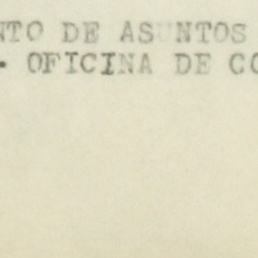 NTO DE ASUNTOS
. OFICINA DE CO